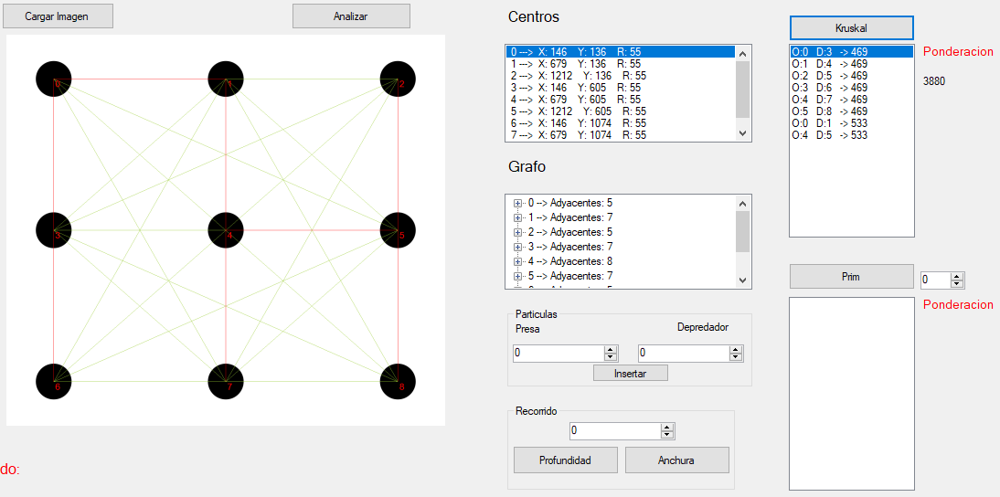 Cargar Imagen
Analizar
0
1
2
3
4
5
6
7
8
do:
Centros
0 ---> X: 146 Y: 136 R: 55
1 ---> X: 679 Y: 136 R: 55
2 ---> X: 1212 Y: 136 R: 55
3 ---> X: 146 Y: 605 R: 55
4 ---> X: 679 Y: 605 R: 55
5 ---> X: 1212 Y: 605 R: 55
6 ---> X: 146 Y: 1074 R: 55
7 ---> X: 679 Y: 1074 R: 55
Grafo
0 --> Adyacentes: 5
1 --> Adyacentes: 7
2 --> Adyacentes: 5
3 --> Adyacentes: 7
4 --> Adyacentes: 8
5 --> Adyacentes: 7
Particulas
Presa
Depredador
0
0
Insertar
Recorrido
0
Profundidad
Anchura
Kruskal
O:0 D:3 -> 469
O:1 D:4 -> 469
O:2 D:5 -> 469
O:3 D:6 -> 469
O:4 D:7 -> 469
O:5 D:8 -> 469
O:0 D:1 -> 533
O:4 D:5 -> 533
Ponderacion
3880
Prim
0
Ponderacion